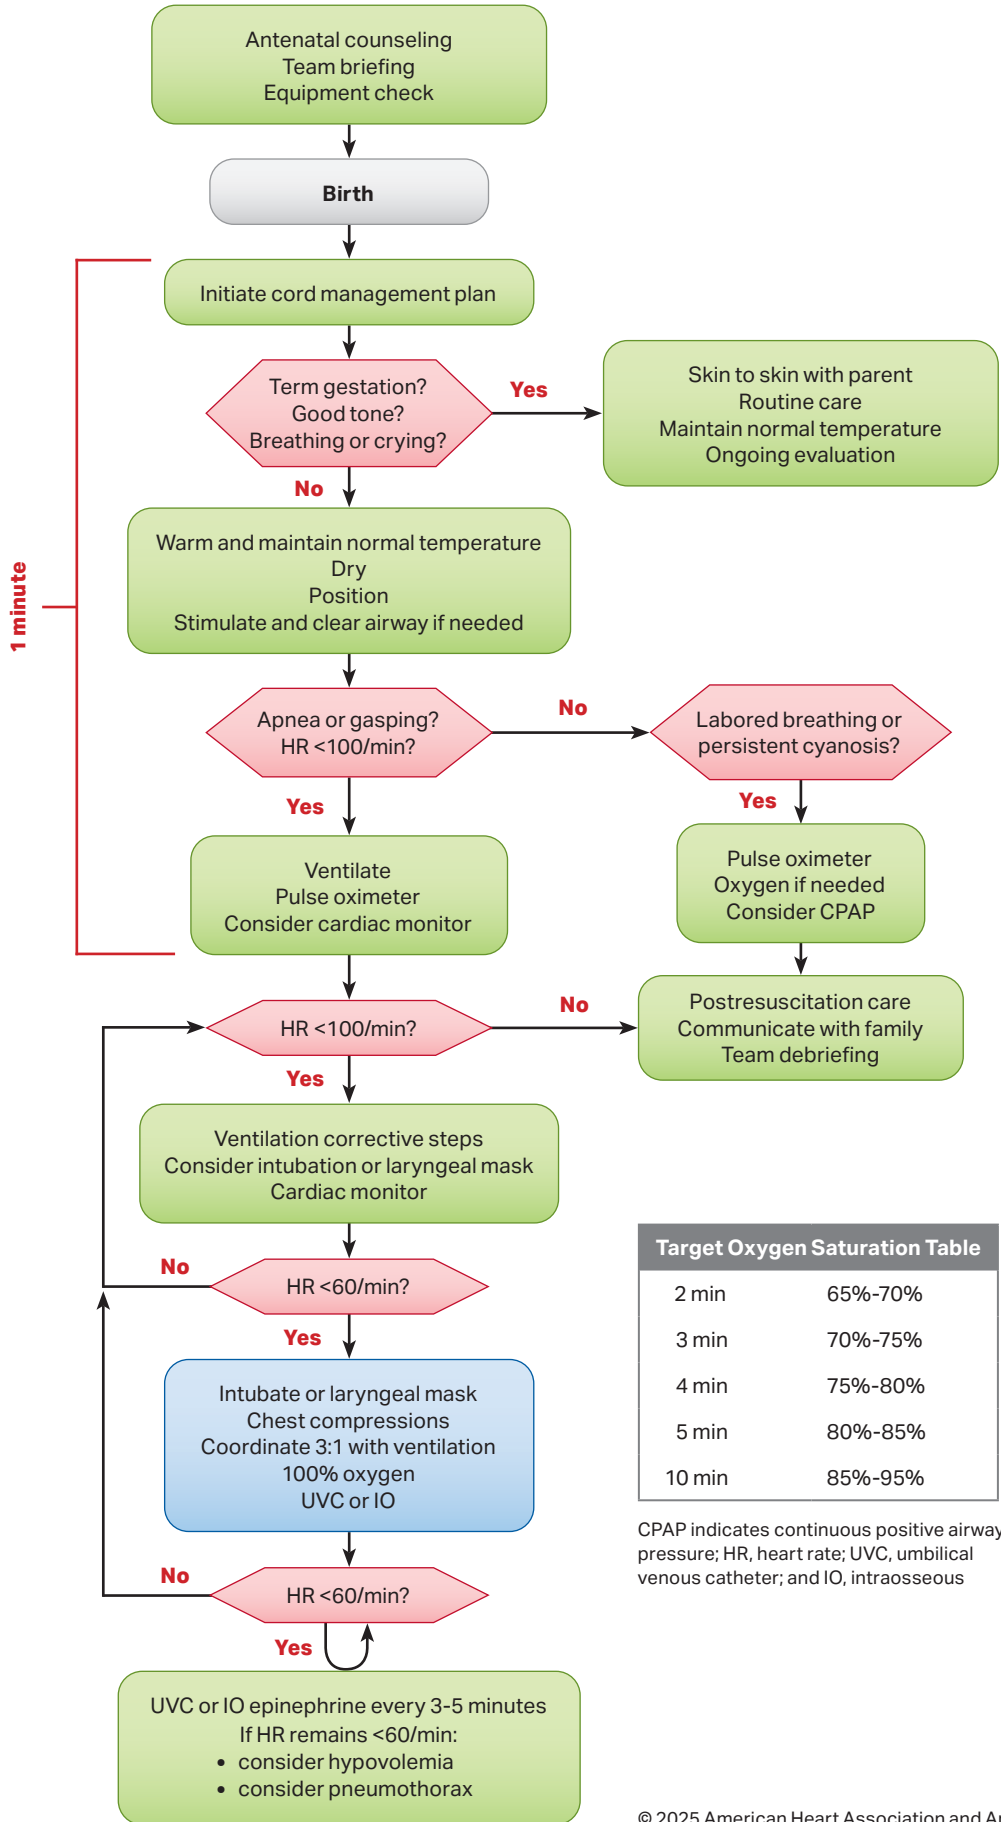 Antenatal counseling
Team briefing
Equipment check
Birth
Initiate cord management plan
Term gestation?
Good tone?
Breathing or crying?
Yes
Skin to skin with parent
Routine care
Maintain normal temperature
Ongoing evaluation
No
1 minute
Warm and maintain normal temperature
Dry
Position
Stimulate and clear airway if needed
Apnea or gasping?
HR <100/min?
No
Labored breathing or
persistent cyanosis?
Yes
Yes
Ventilate
Pulse oximeter
Consider cardiac monitor
Pulse oximeter
Oxygen if needed
Consider CPAP
HR <100/min?
No
Postresuscitation care
Communicate with family
Team debriefing
Yes
Ventilation corrective steps
Consider intubation or laryngeal mask
Cardiac monitor
No
HR <60/min?
Yes
Intubate or laryngeal mask
Chest compressions
Coordinate 3:1 with ventilation
100% oxygen
UVC or IO
No
HR <60/min?
Yes
UVC or IO epinephrine every 3-5 minutes
If HR remains <60/min:
• consider hypovolemia
• consider pneumothorax
Target Oxygen Saturation Table
2 min 65%-70%
3 min 70%-75%
4 min 75%-80%
5 min 80%-85%
10 min 85%-95%
CPAP indicates continuous positive airway
pressure; HR, heart rate; UVC, umbilical
venous catheter; and IO, intraosseous
© 2025 American Heart Association and